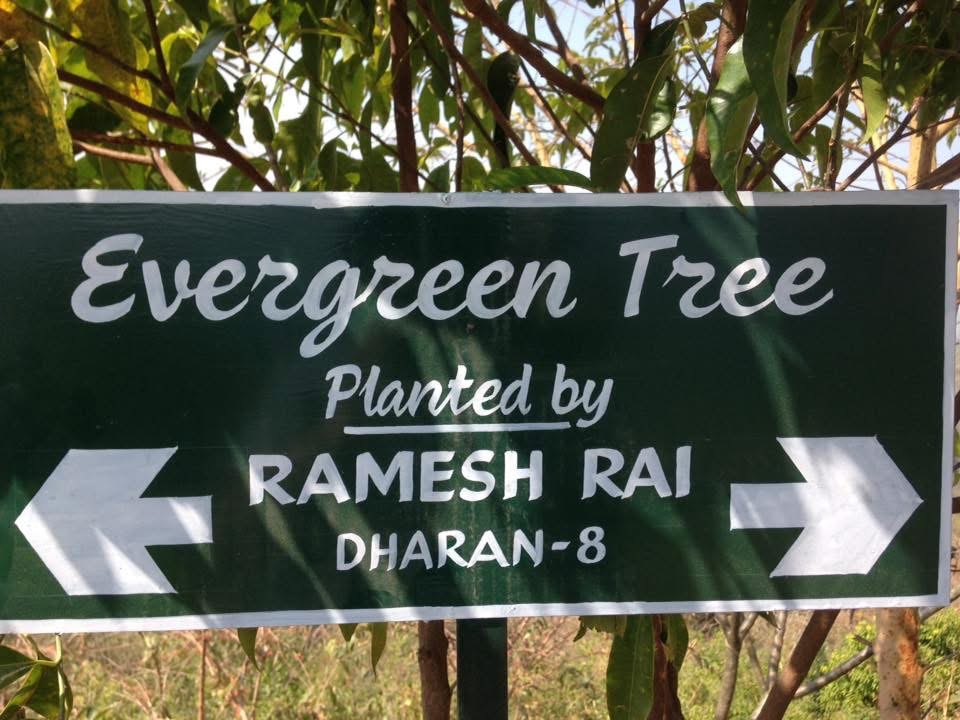 Evergreen Tree
Planted by
RAMESH RAI
DHARAN-8